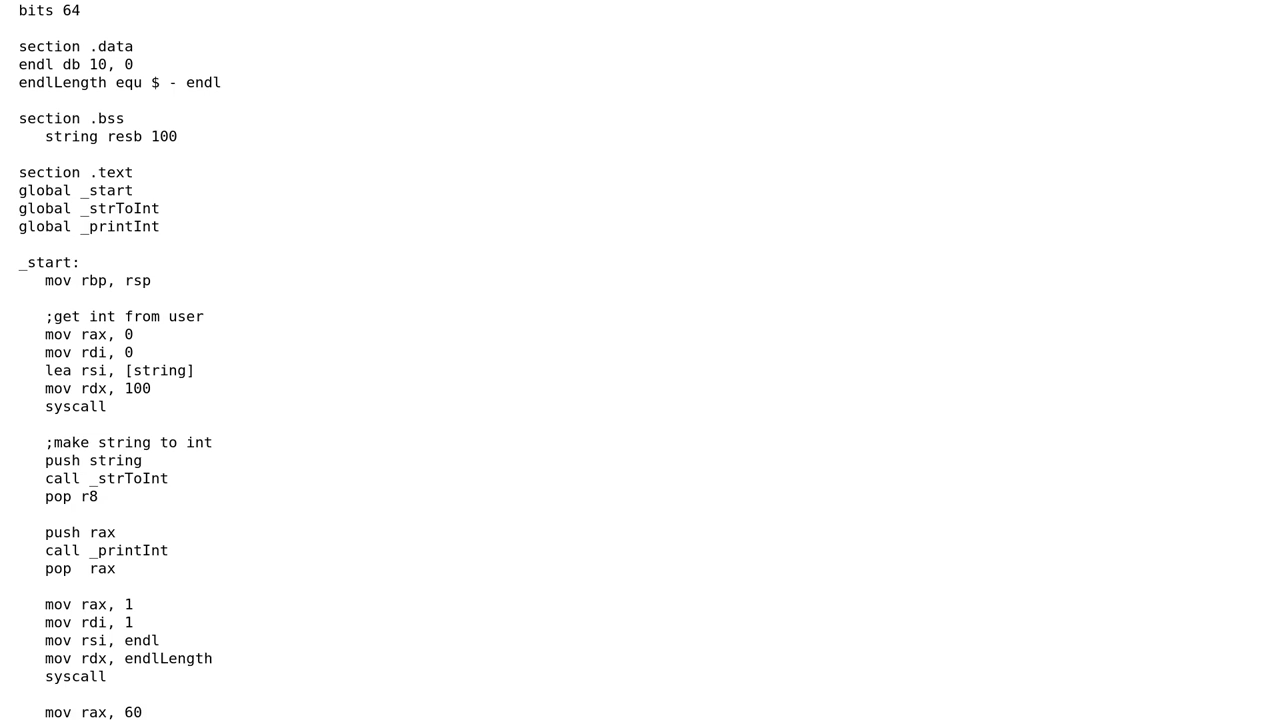 bits 64

section .data
endl db 10, 0
endlLength equ $ - endl

section .bss
   string resb 100

section .text
global _start
global _strToInt
global _printInt

_start:
   mov rbp, rsp

   ;get int from user
   mov rax, 0
   mov rdi, 0
   lea rsi, [string]
   mov rdx, 100
   syscall

   ;make string to int
   push string
   call _strToInt
   pop r8

   push rax
   call _printInt
   pop  rax

   mov rax, 1
   mov rdi, 1
   mov rsi, endl
   mov rdx, endlLength
   syscall

   mov rax, 60